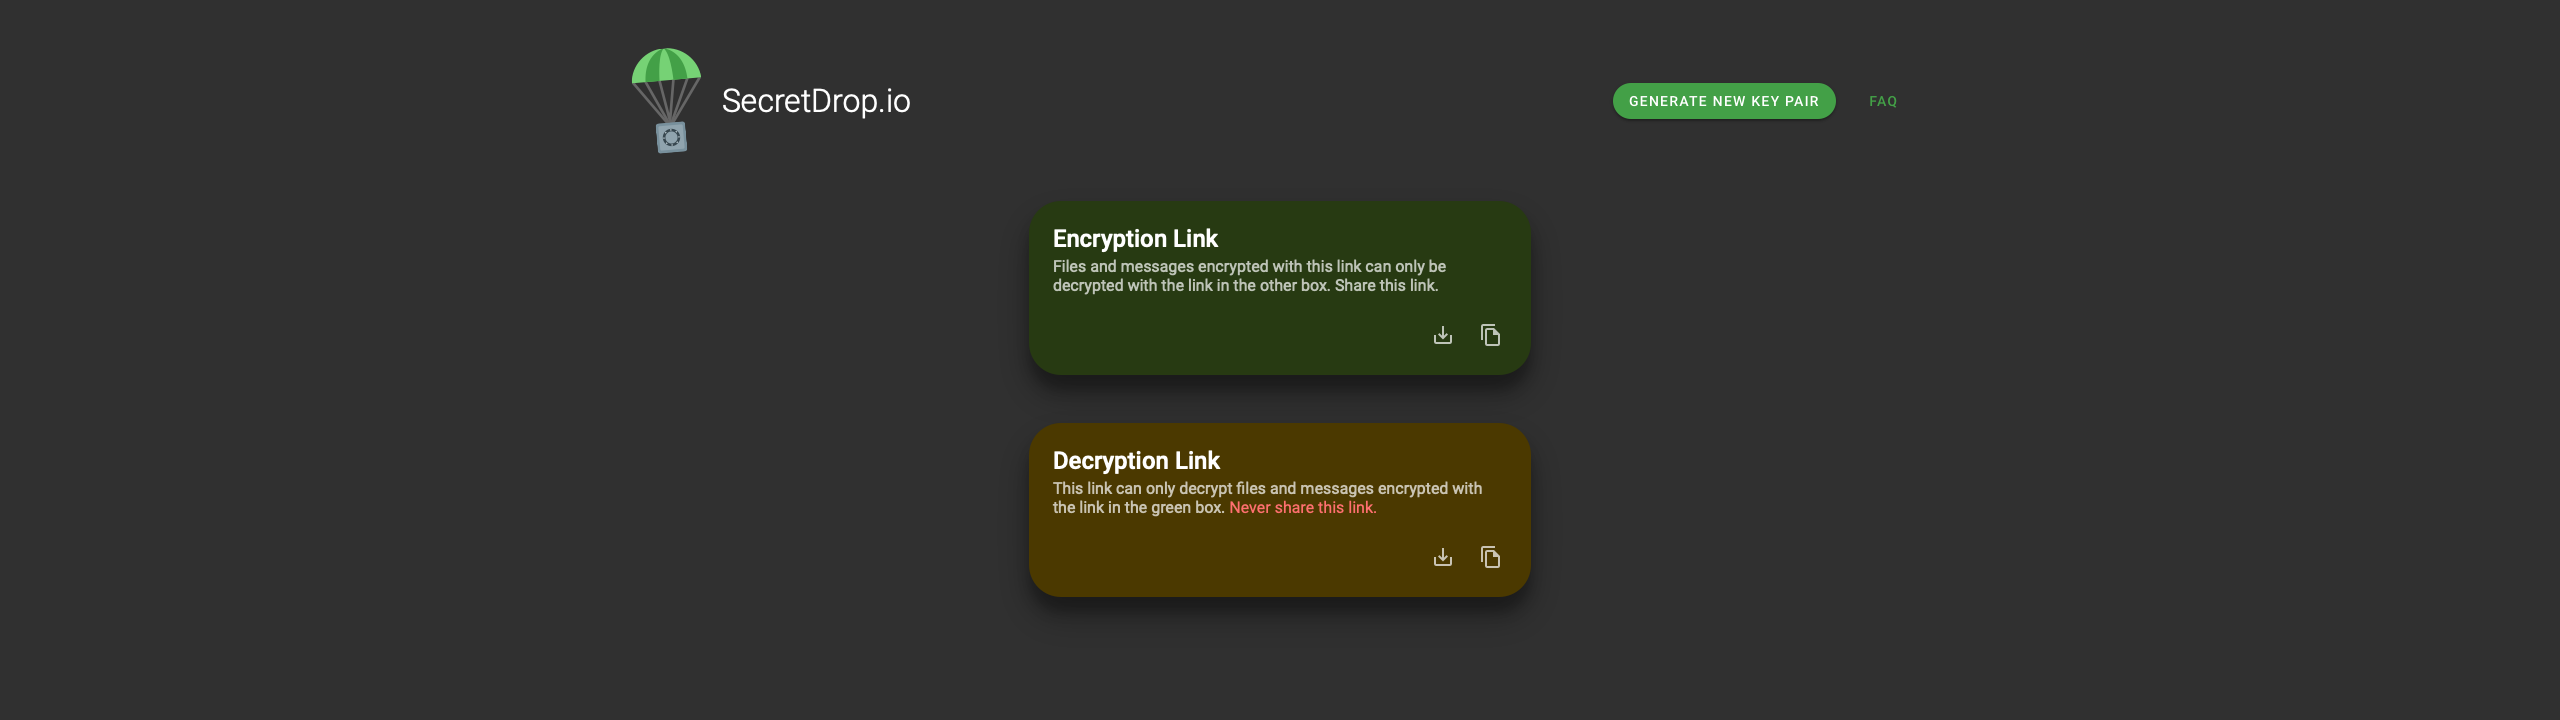 SecretDrop.io
GENERATE NEW KEY PAIR
FAQ
Encryption Link
Files and messages encrypted with this link can only be
decrypted with the link in the other box. Share this link.
Decryption Link
This link can only decrypt files and messages encrypted with
the link in the green box. Never share this link.